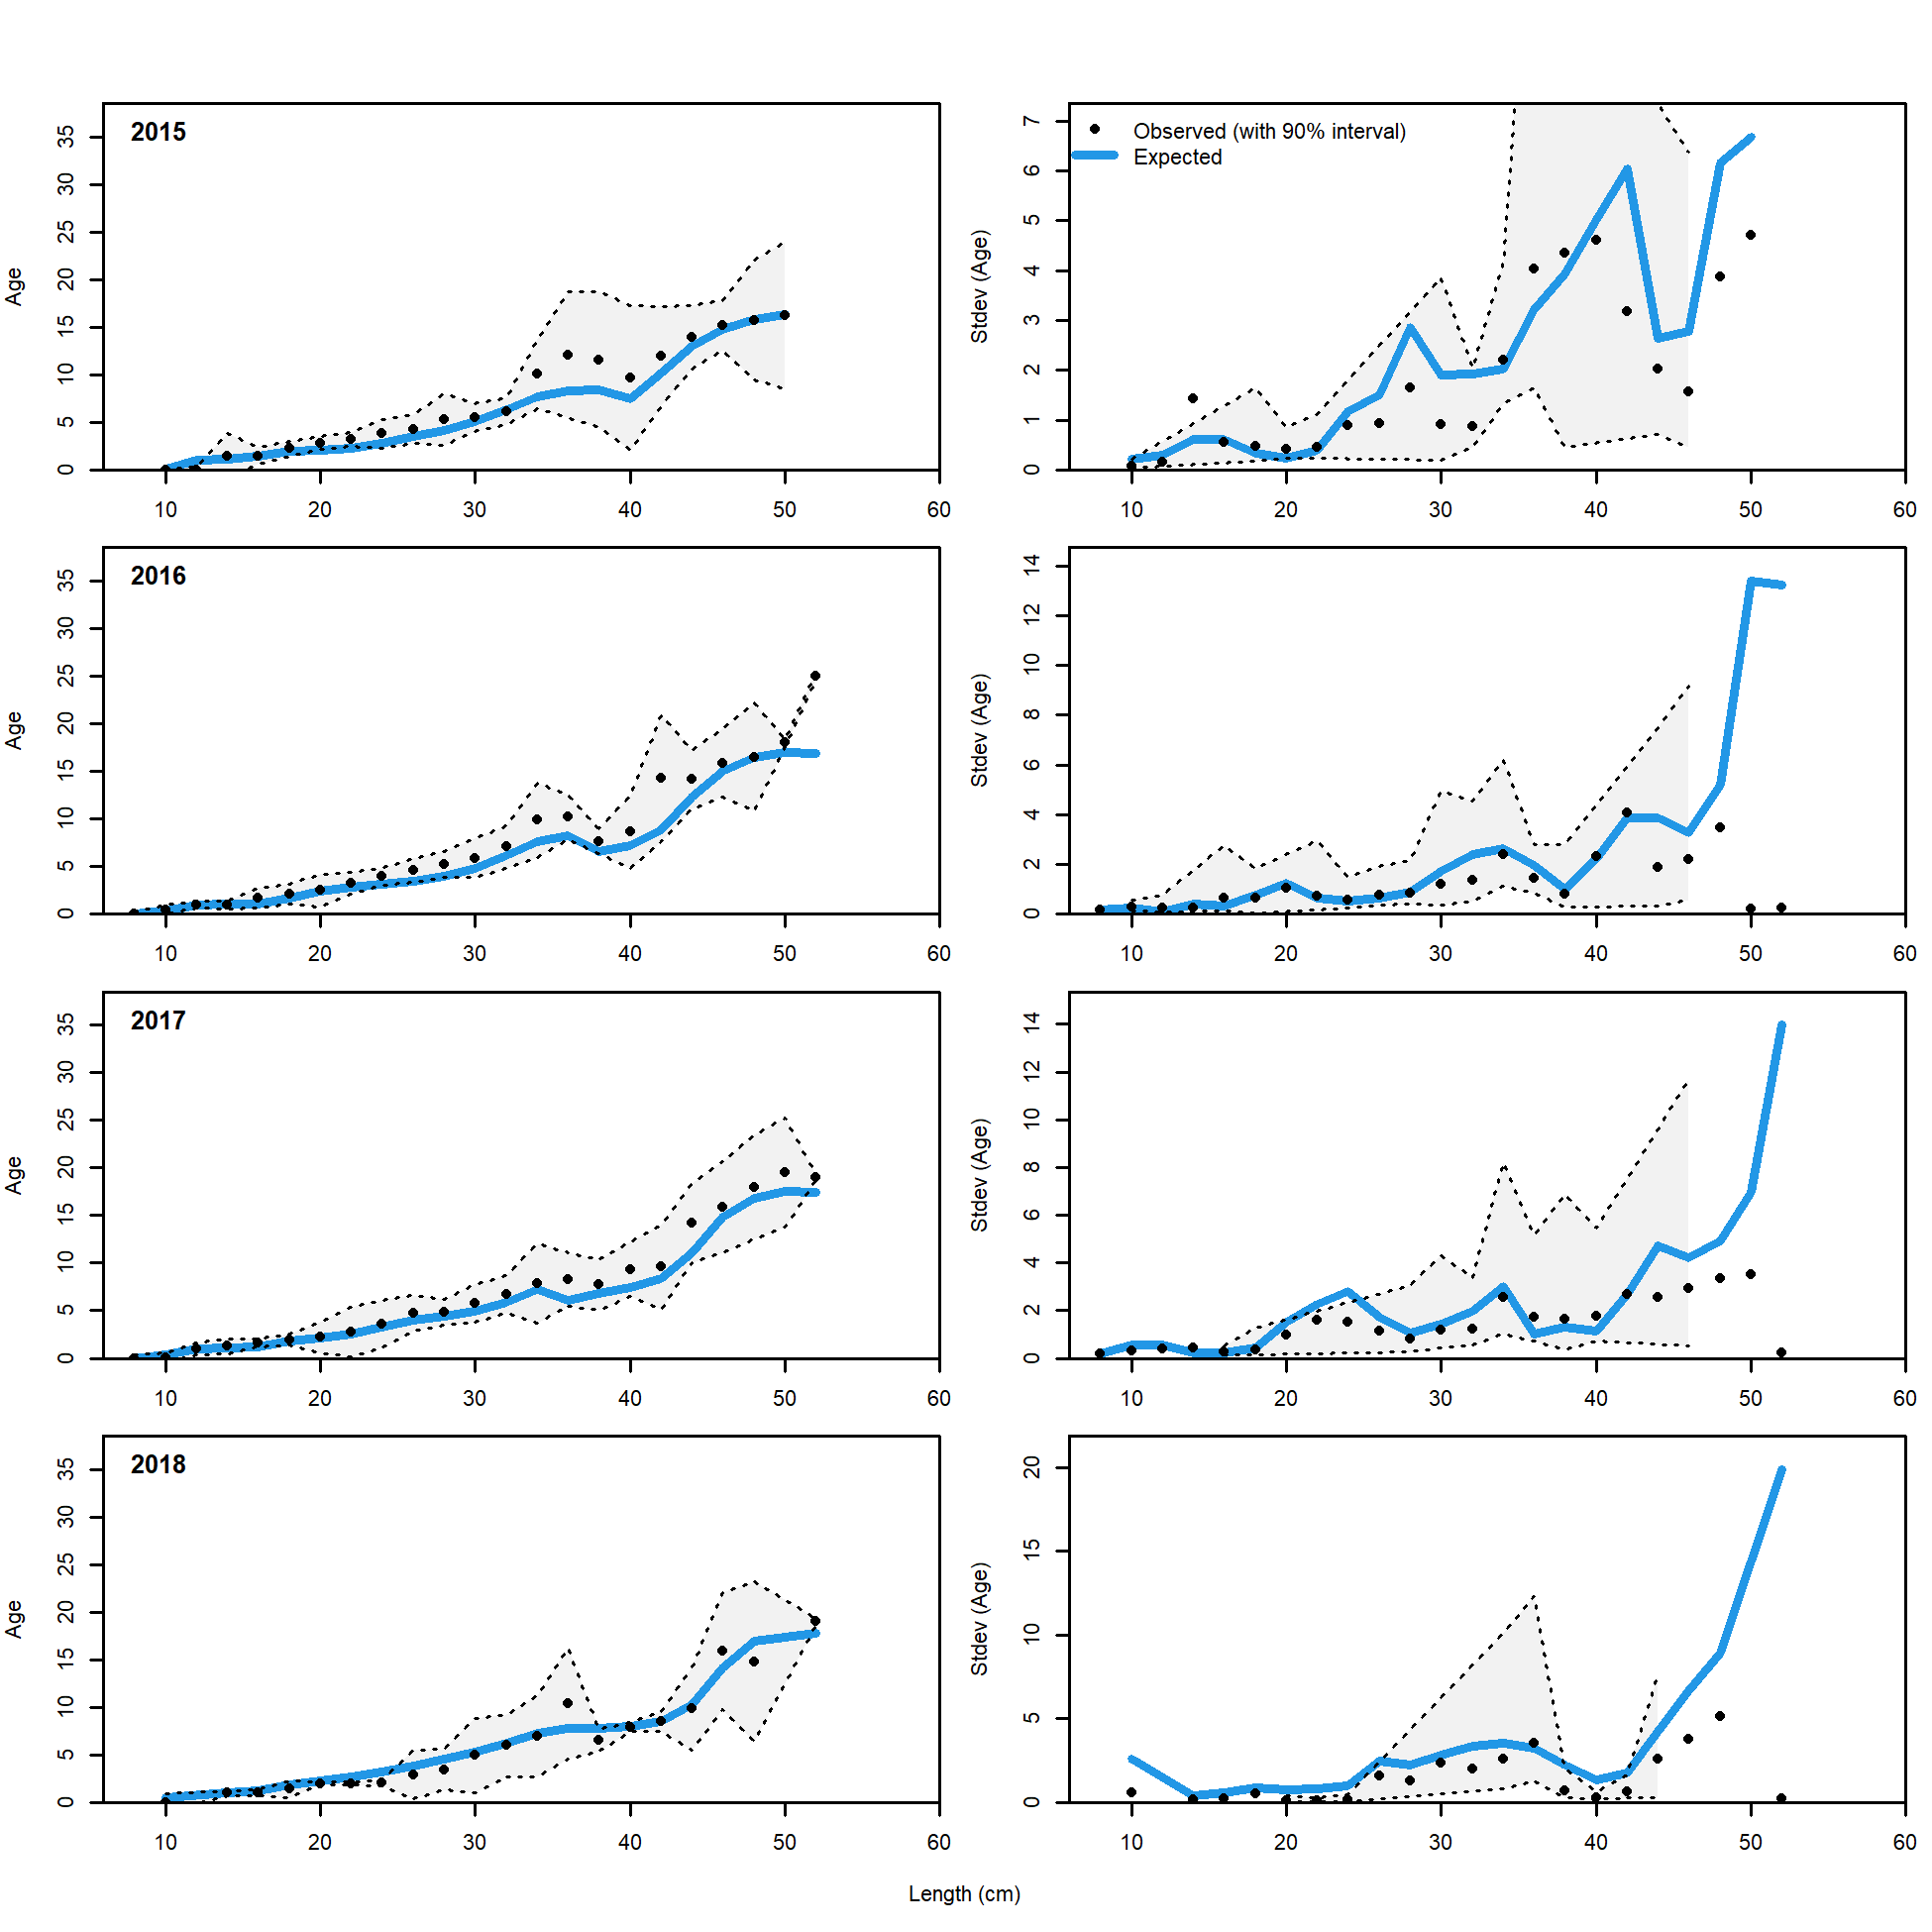 2015
Age
0 5 10 15 20 25 30 35
10 20 30 40 50 60
Observed (with 90% interval)
Expected
Stdev (Age)
0 1 2 3 4 5 6 7
10 20 30 40 50 60
2016
Age
0 5 10 15 20 25 30 35
10 20 30 40 50 60
Stdev (Age)
0 2 4 6 8 10 12 14
10 20 30 40 50 60
2017
Age
0 5 10 15 20 25 30 35
10 20 30 40 50 60
Stdev (Age)
0 2 4 6 8 10 12 14
10 20 30 40 50 60
2018
Age
0 5 10 15 20 25 30 35
10 20 30 40 50 60
Stdev (Age)
0 5 10 15 20
10 20 30 40 50 60
Length (cm)